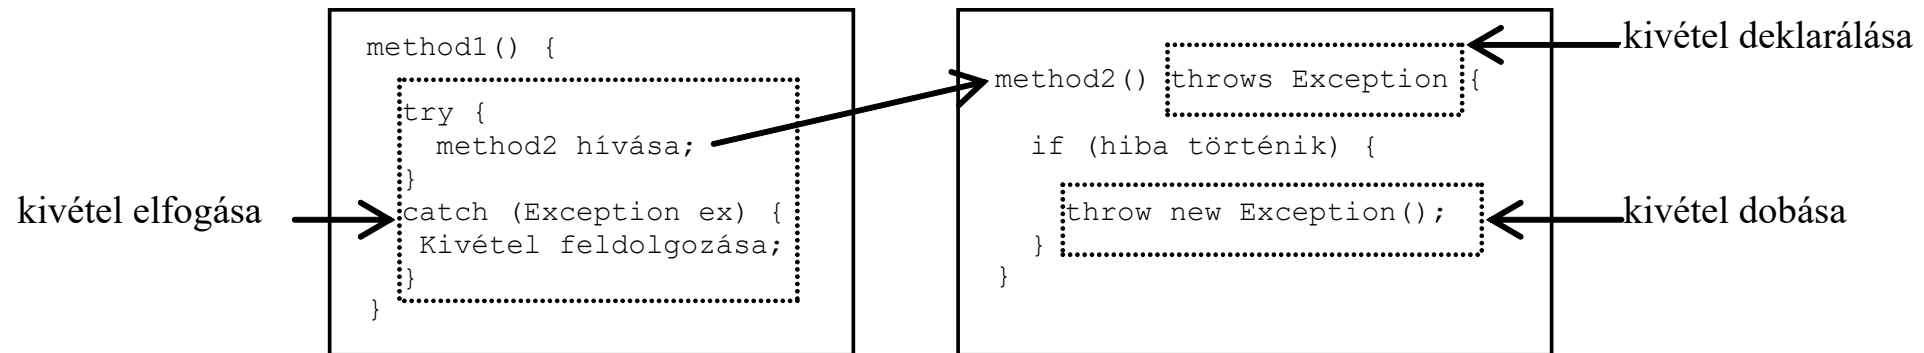 kivétel elfogása
method1() {
try {
method2 hívása;
}
catch (Exception ex) {
Kivétel feldolgozása;
}
}
method2() throws Exception {
if (hiba történik) {
throw new Exception();
}
}
kivétel deklarálása
kivétel dobása